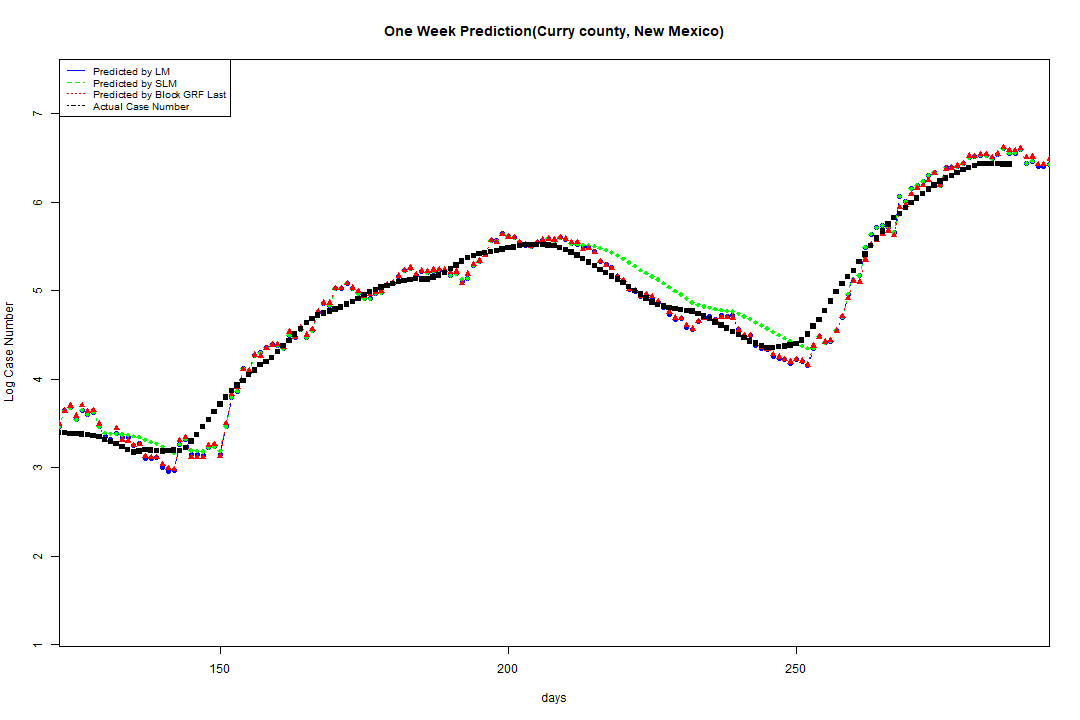 One Week Prediction(Curry county, New Mexico)
Predicted by LM
Predicted by SLM
Predicted by Block GRF Last
Actual Case Number
Log Case Number
7
6
5
4
3
2
1
150
200
250
days